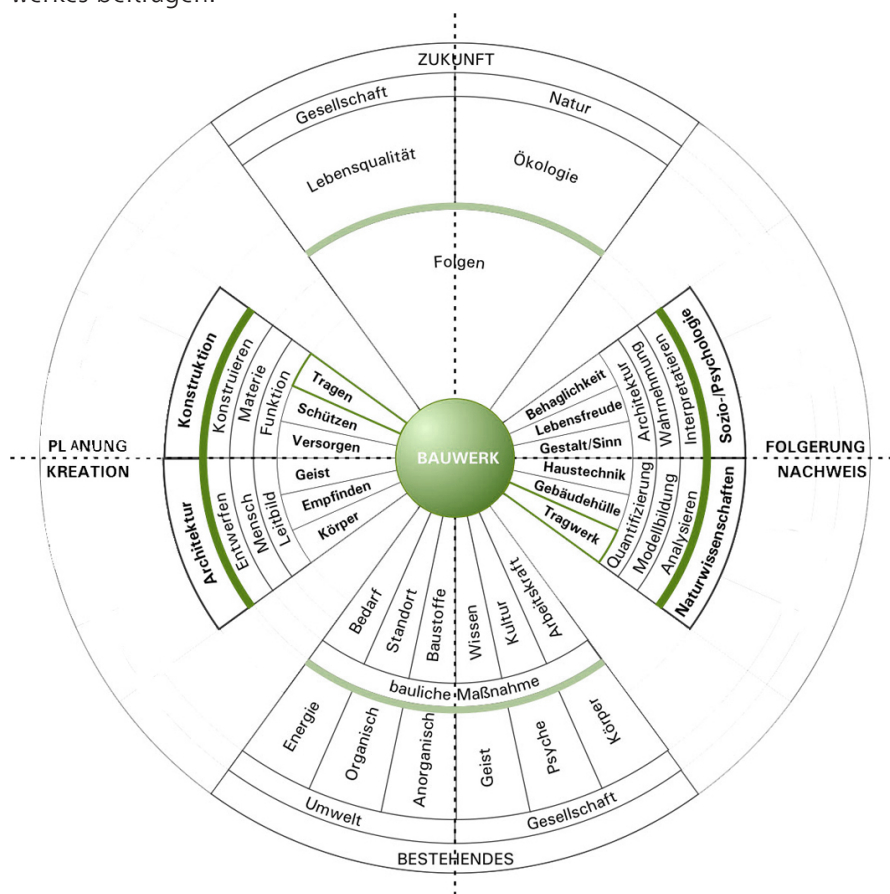 werkes beitragen.
ZUKUNFT
Gesellschaft
Natur
Lebensqualität
Ökologie
Folgen
Konstruktion
Konstruieren
Materie
Funktion
Tragen
Schützen
Versorgen
Geist
Empfinden
Körper
Leitbild
Mensch
Entwerfen
Architektur
PLANUNG
KREATION
BAUWERK
Behaglichkeit
Lebensfreude
Gestalt/Sinn
Haustechnik
Gebäudehülle
Tragwerk
Architektur
Wahrnehmung
Interpretatieren
Sozio-/Psychologie
Quantifizierung
Modellbildung
Analysieren
Naturwissenschaften
FOLGERUNG
NACHWEIS
Bedarf
Standort
Baustoffe
Wissen
Kultur
Arbeitskraft
bauliche Maßnahme
Energie
Organisch
Anorganisch
Geist
Psyche
Körper
Umwelt
Gesellschaft
BESTEHENDES